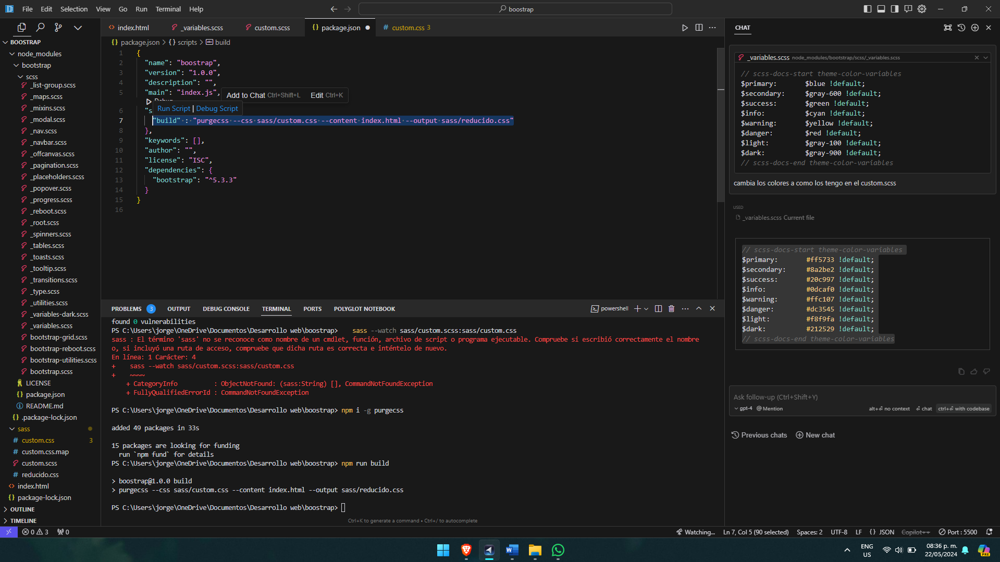 File Edit Selection View Go Run Terminal Help
boostrap
index.html
_variables.scss
custom.scss
{} package.json
# custom.css 3
CHAT
BOOSTRAP
node_modules
bootstrap
scss
_list-group.scss
_maps.scss
_mixins.scss
_modal.scss
_nav.scss
_navbar.scss
_offcanvas.scss
_pagination.scss
_placeholders.scss
_popover.scss
_progress.scss
_reboot.scss
_root.scss
_spinners.scss
_tables.scss
_toasts.scss
_tooltip.scss
_transitions.scss
_type.scss
_utilities.scss
_variables-dark.scss
_variables.scss
bootstrap-grid.scss
bootstrap-reboot.scss
bootstrap-utilities.scss
bootstrap.scss
LICENSE
{} package.json
README.md
{} .package-lock.json
sass
# custom.css 3
# custom.css.map
custom.scss
# reducido.css
index.html
{} package-lock.json
OUTLINE
TIMELINE
{} package.json > {} scripts > build
1 {
2 "name": "boostrap",
3 "version": "1.0.0",
4 "description": "",
5 "main": "index.js",
Add to Chat Ctrl+Shift+L Edit Ctrl+K
Run Script | Debug Script
6 "s
7 "build" : "purgecss --css sass/custom.css --content index.html --output sass/reducido.css"
8 },
9 "keywords": [],
10 "author": "",
11 "license": "ISC",
12 "dependencies": {
13 "bootstrap": "^5.3.3"
14 }
15 }
16
PROBLEMS 3 OUTPUT DEBUG CONSOLE TERMINAL PORTS POLYGLOT NOTEBOOK
powershell
found 0 vulnerabilities
PS C:\Users\jorge\OneDrive\Documentos\Desarrollo web\boostrap> sass --watch sass/custom.scss:sass/custom.css
sass : El término 'sass' no se reconoce como nombre de un cmdlet, función, archivo de script o programa ejecutable. Compruebe si escribió correctamente el nombre
o, si incluyó una ruta de acceso, compruebe que dicha ruta es correcta e inténtelo de nuevo.
En línea: 1 Carácter: 4
+ sass --watch sass/custom.scss:sass/custom.css
+ ~~~~
+ CategoryInfo : ObjectNotFound: (sass:String) [], CommandNotFoundException
+ FullyQualifiedErrorId : CommandNotFoundException
PS C:\Users\jorge\OneDrive\Documentos\Desarrollo web\boostrap> npm i -g purgecss
added 49 packages in 33s
15 packages are looking for funding
run `npm fund` for details
PS C:\Users\jorge\OneDrive\Documentos\Desarrollo web\boostrap> npm run build
> boostrap@1.0.0 build
> purgecss --css sass/custom.css --content index.html --output sass/reducido.css
PS C:\Users\jorge\OneDrive\Documentos\Desarrollo web\boostrap>
Ctrl+K to generate a command • Ctrl+/ to autocomplete
_variables.scss node_modules/bootstrap/scss/_variables.scss
// scss-docs-start theme-color-variables
$primary: $blue !default;
$secondary: $gray-600 !default;
$success: $green !default;
$info: $cyan !default;
$warning: $yellow !default;
$danger: $red !default;
$light: $gray-100 !default;
$dark: $gray-900 !default;
// scss-docs-end theme-color-variables
cambia los colores a como los tengo en el custom.scss
USED
_variables.scss Current file
// scss-docs-start theme-color-variables
$primary: #ff5733 !default;
$secondary: #8a2be2 !default;
$success: #20c997 !default;
$info: #0dcaf0 !default;
$warning: #ffc107 !default;
$danger: #dc3545 !default;
$light: #f8f9fa !default;
$dark: #212529 !default;
// scss-docs-end theme-color-variables
Ask follow-up (Ctrl+Shift+Y)
gpt-4 @ Mention alt+⏎ no context ⏎ chat ctrl+⏎ with codebase
Previous chats New chat
0 3 0
Watching... Ln 7, Col 5 (90 selected) Spaces: 2 UTF-8 LF {} JSON Copilot++ Port : 5500
ENG
US
08:36 p. m.
22/05/2024
PRE